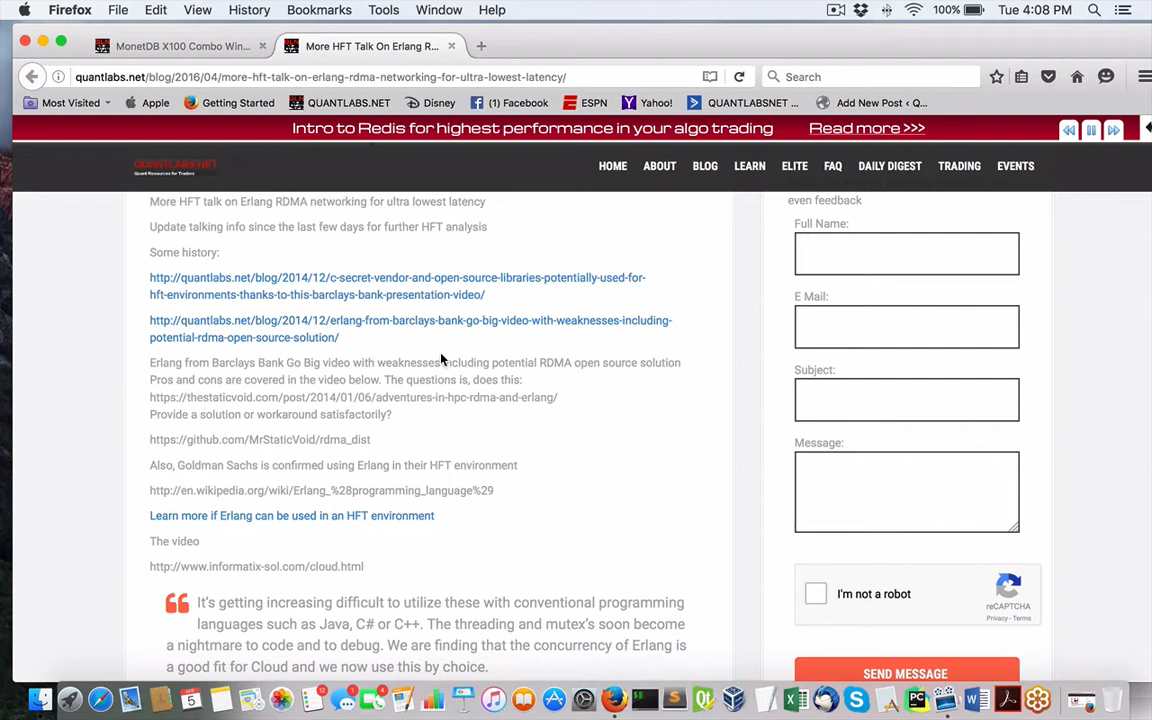 Firefox File Edit View History Bookmarks Tools Window Help 100% Tue 4:08 PM
MonetDB X100 Combo Win... More HFT Talk On Erlang R...
quantlabs.net/blog/2016/04/more-hft-talk-on-erlang-rdma-networking-for-ultra-lowest-latency/ Search
Most Visited Apple Getting Started QUANTLABS.NET Disney (1) Facebook ESPN Yahoo! QUANTLABSNET ... Add New Post ‹ Q...
Intro to Redis for highest performance in your algo trading Read more >>>
QUANTLABS.NET
Quant Resources for Traders
HOME ABOUT BLOG LEARN ELITE FAQ DAILY DIGEST TRADING EVENTS
More HFT talk on Erlang RDMA networking for ultra lowest latency
Update talking info since the last few days for further HFT analysis
Some history:
http://quantlabs.net/blog/2014/12/c-secret-vendor-and-open-source-libraries-potentially-used-for-
hft-environments-thanks-to-this-barclays-bank-presentation-video/
http://quantlabs.net/blog/2014/12/erlang-from-barclays-bank-go-big-video-with-weaknesses-including-
potential-rdma-open-source-solution/
Erlang from Barclays Bank Go Big video with weaknesses including potential RDMA open source solution
Pros and cons are covered in the video below. The questions is, does this:
https://thestaticvoid.com/post/2014/01/06/adventures-in-hpc-rdma-and-erlang/
Provide a solution or workaround satisfactorily?
https://github.com/MrStaticVoid/rdma_dist
Also, Goldman Sachs is confirmed using Erlang in their HFT environment
http://en.wikipedia.org/wiki/Erlang_%28programming_language%29
Learn more if Erlang can be used in an HFT environment
The video
http://www.informatix-sol.com/cloud.html
It's getting increasing difficult to utilize these with conventional programming
languages such as Java, C# or C++. The threading and mutex's soon become
a nightmare to code and to debug. We are finding that the concurrency of Erlang is
a good fit for Cloud and we now use this by choice.
even feedback
Full Name:
E Mail:
Subject:
Message:
I'm not a robot
reCAPTCHA
Privacy - Terms
SEND MESSAGE